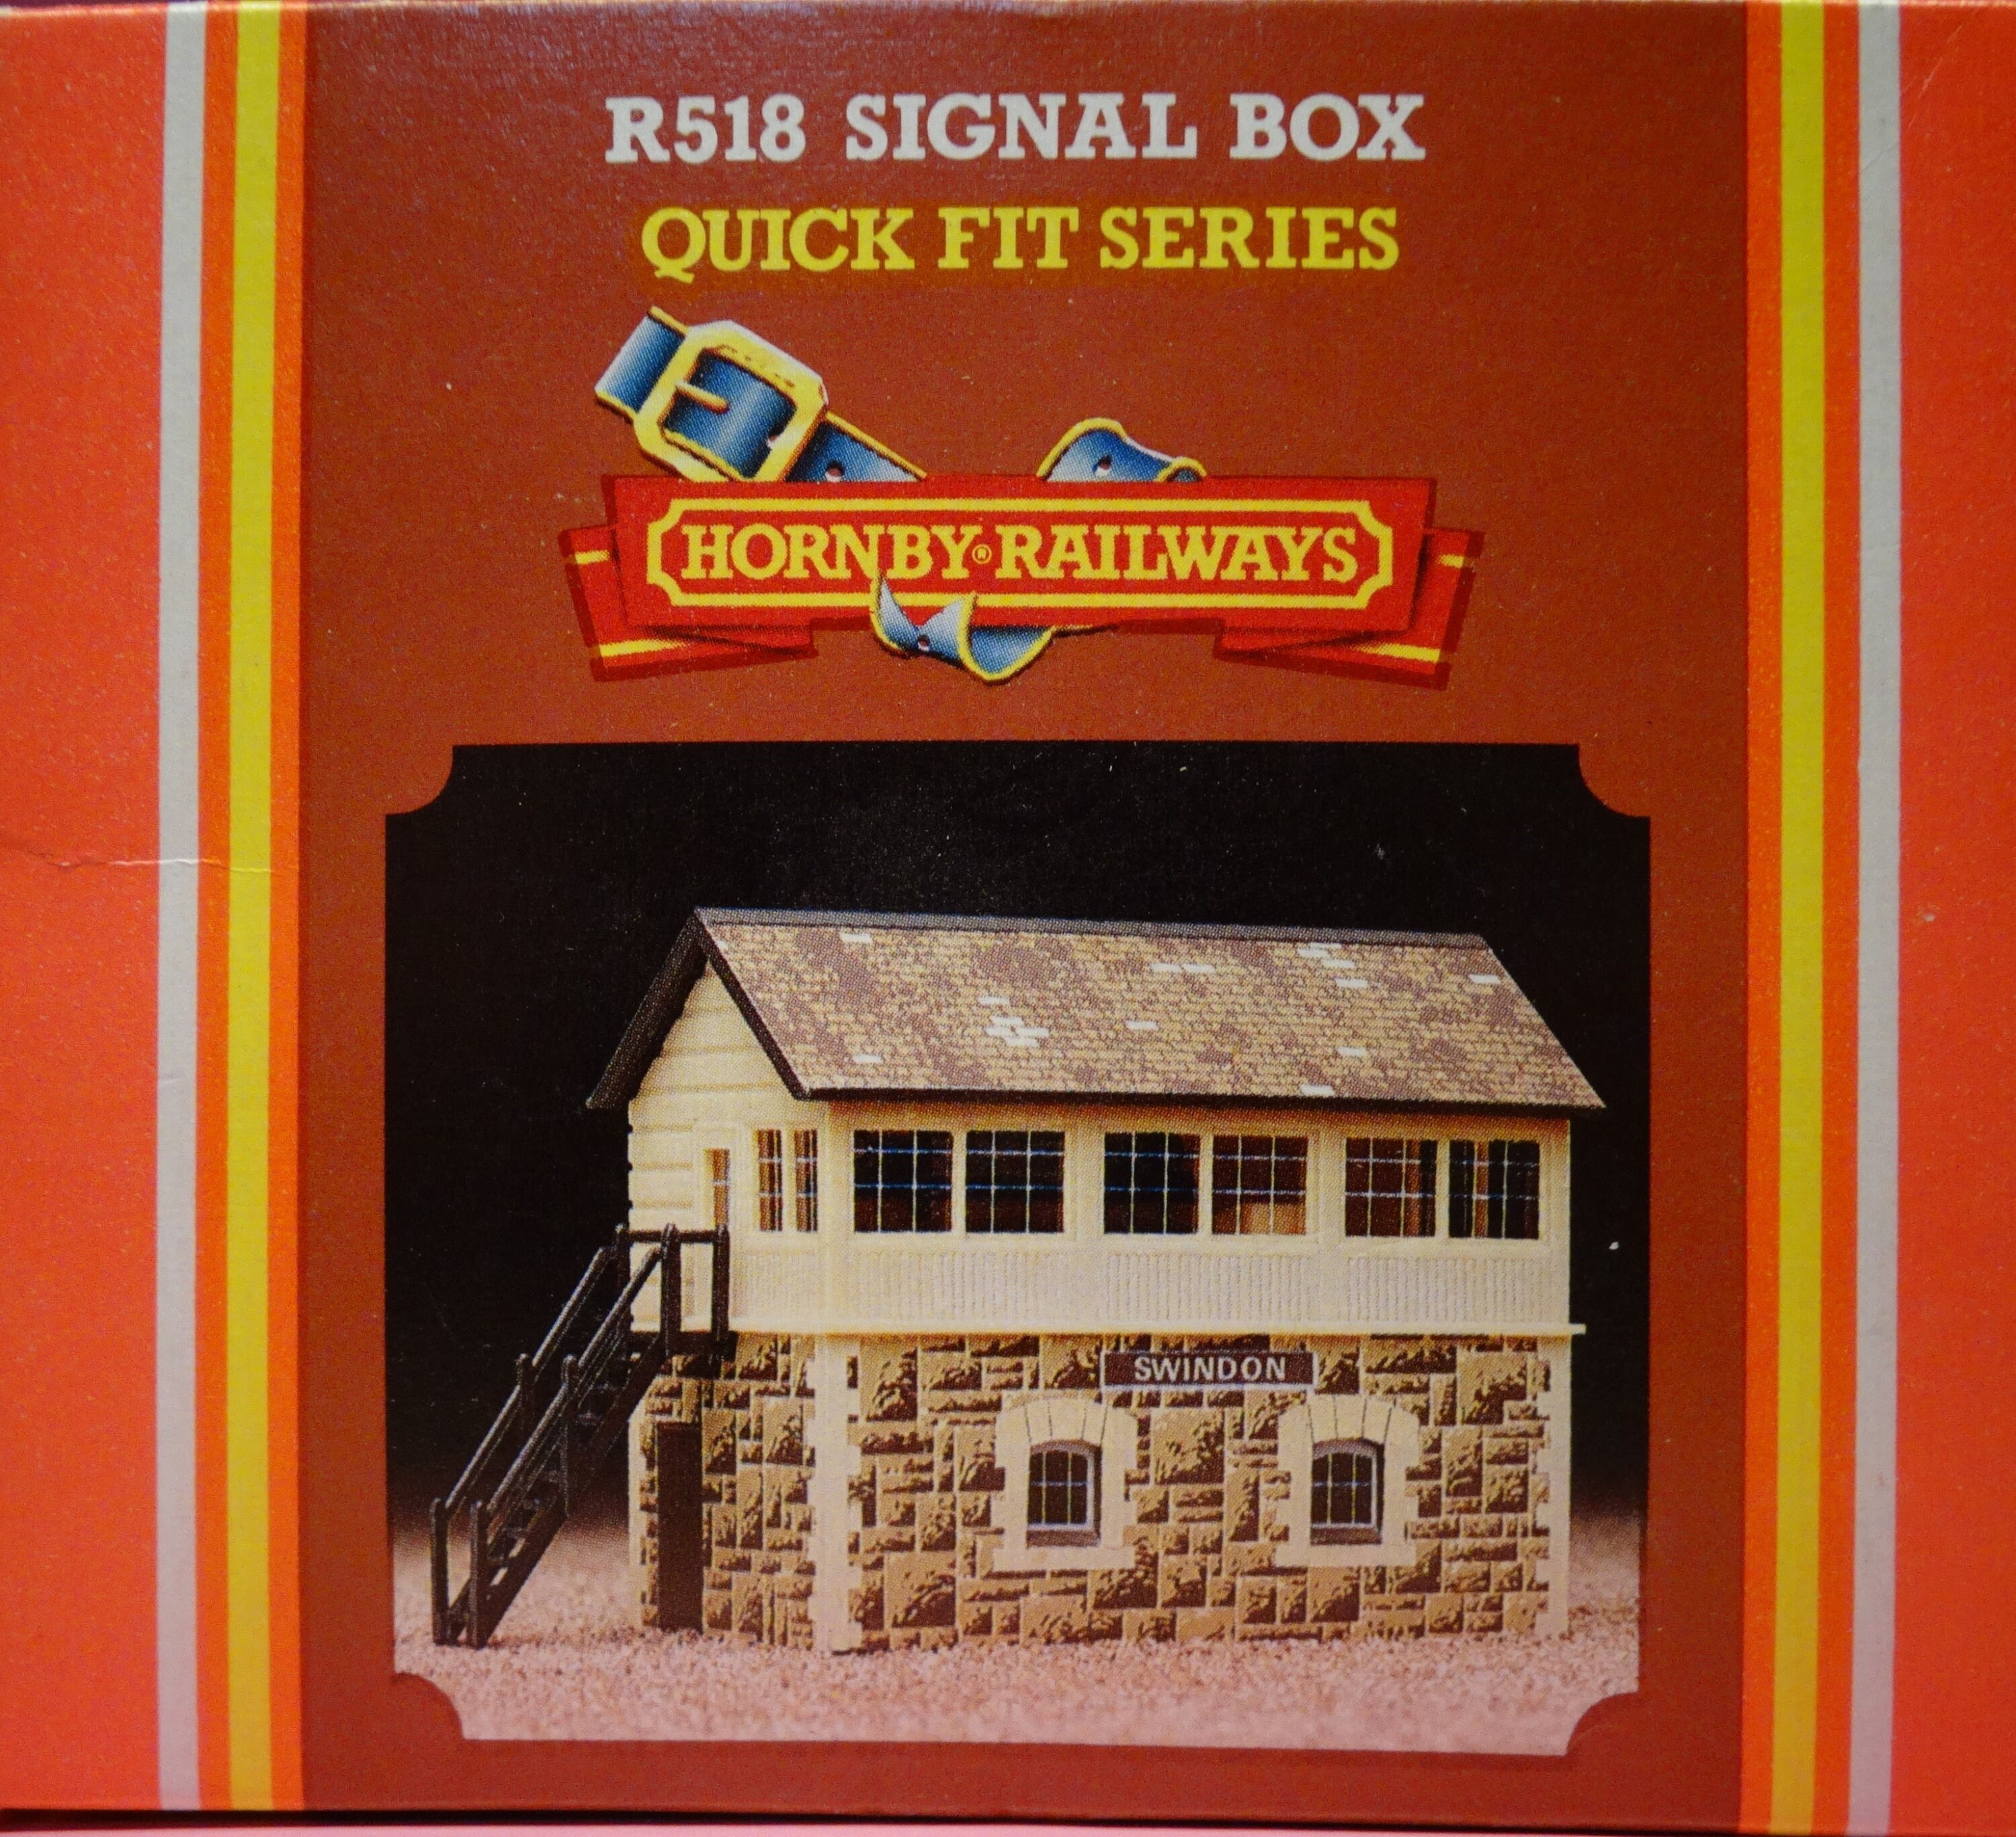 R518 SIGNAL BOX
QUICK FIT SERIES
HORNBY® RAILWAYS
SWINDON